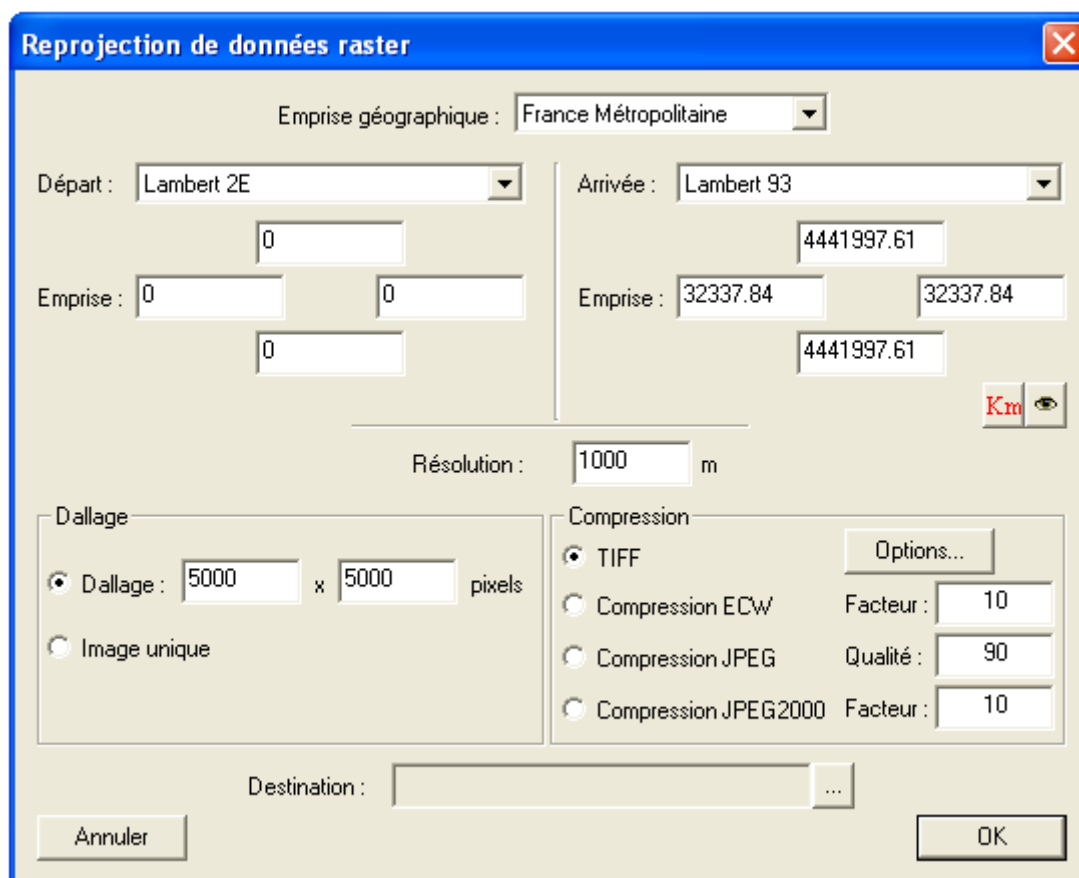 Reprojection de données raster
Emprise géographique : France Métropolitaine
Départ : Lambert 2E
0
Emprise : 0 0
0
Arrivée : Lambert 93
4441997.61
Emprise : 32337.84 32337.84
4441997.61
Km
Résolution : 1000 m
Dallage
Dallage : 5000 x 5000 pixels
Image unique
Compression
TIFF Options...
Compression ECW Facteur : 10
Compression JPEG Qualité : 90
Compression JPEG2000 Facteur : 10
Destination : ...
Annuler OK